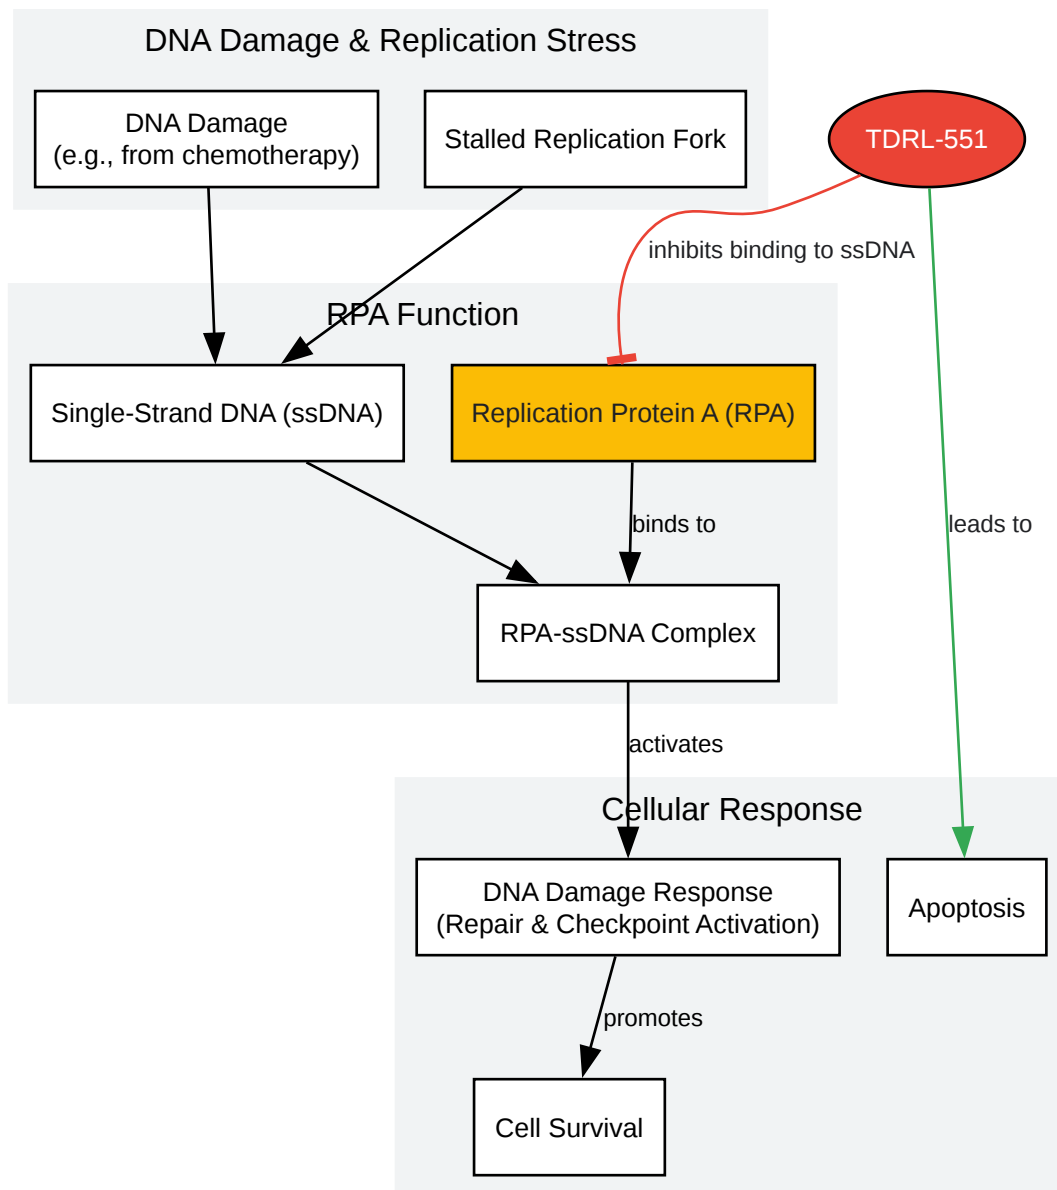 DNA Damage & Replication Stress
DNA Damage
(e.g., from chemotherapy)
Stalled Replication Fork
TDRL-551
inhibits binding to ssDNA
RPA Function
Single-Strand DNA (ssDNA)
Replication Protein A (RPA)
binds to
leads to
RPA-ssDNA Complex
activates
Cellular Response
DNA Damage Response
(Repair & Checkpoint Activation)
Apoptosis
promotes
Cell Survival